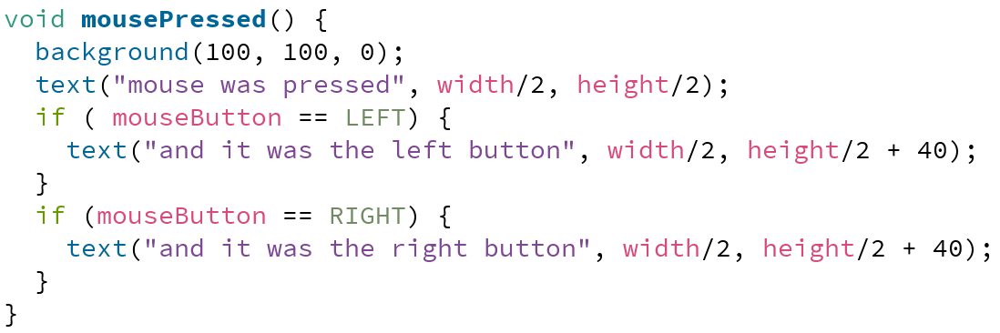 void mousePressed() {
  background(100, 100, 0);
  text("mouse was pressed", width/2, height/2);
  if ( mouseButton == LEFT) {
    text("and it was the left button", width/2, height/2 + 40);
  }
  if (mouseButton == RIGHT) {
    text("and it was the right button", width/2, height/2 + 40);
  }
}